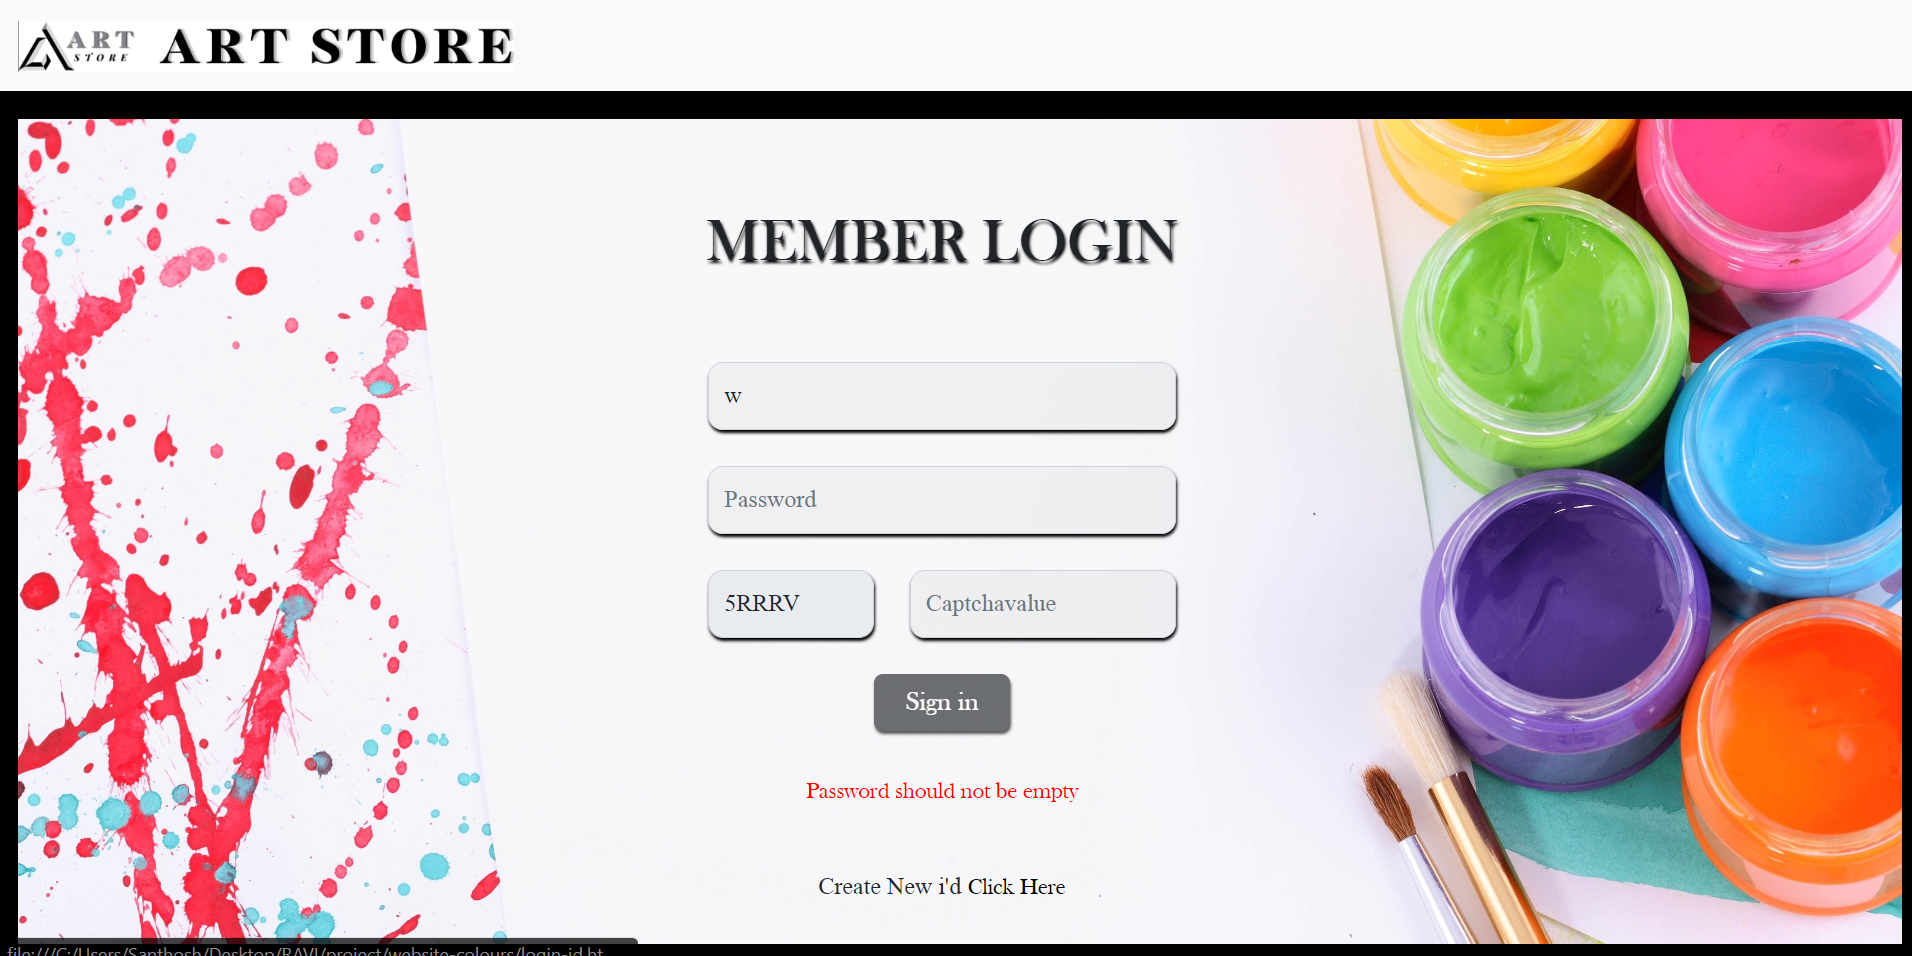 ART
STORE
ART STORE
MEMBER LOGIN
w
Password
5RRRV
Captchavalue
Sign in
Password should not be empty
Create New i'd Click Here
file:///C:/Users/Santhosh/Desktop/RAVI/project/website-colours/login-id.ht